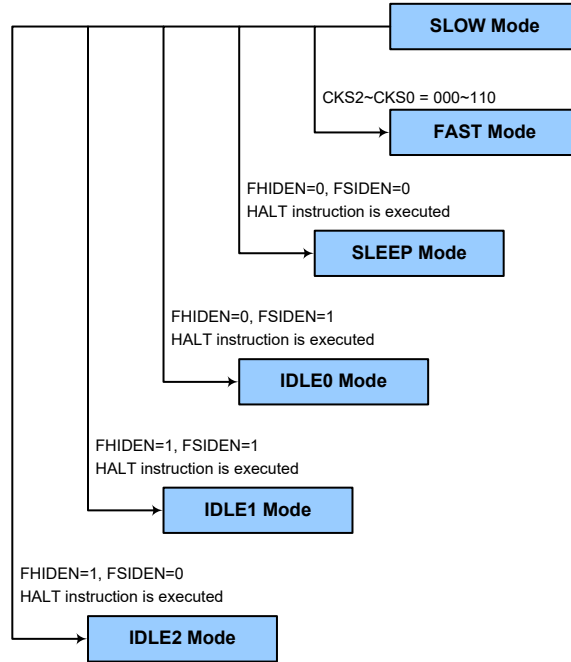 SLOW Mode
CKS2~CKS0 = 000~110
FAST Mode
FHIDEN=0, FSIDEN=0
HALT instruction is executed
SLEEP Mode
FHIDEN=0, FSIDEN=1
HALT instruction is executed
IDLE0 Mode
FHIDEN=1, FSIDEN=1
HALT instruction is executed
IDLE1 Mode
FHIDEN=1, FSIDEN=0
HALT instruction is executed
IDLE2 Mode